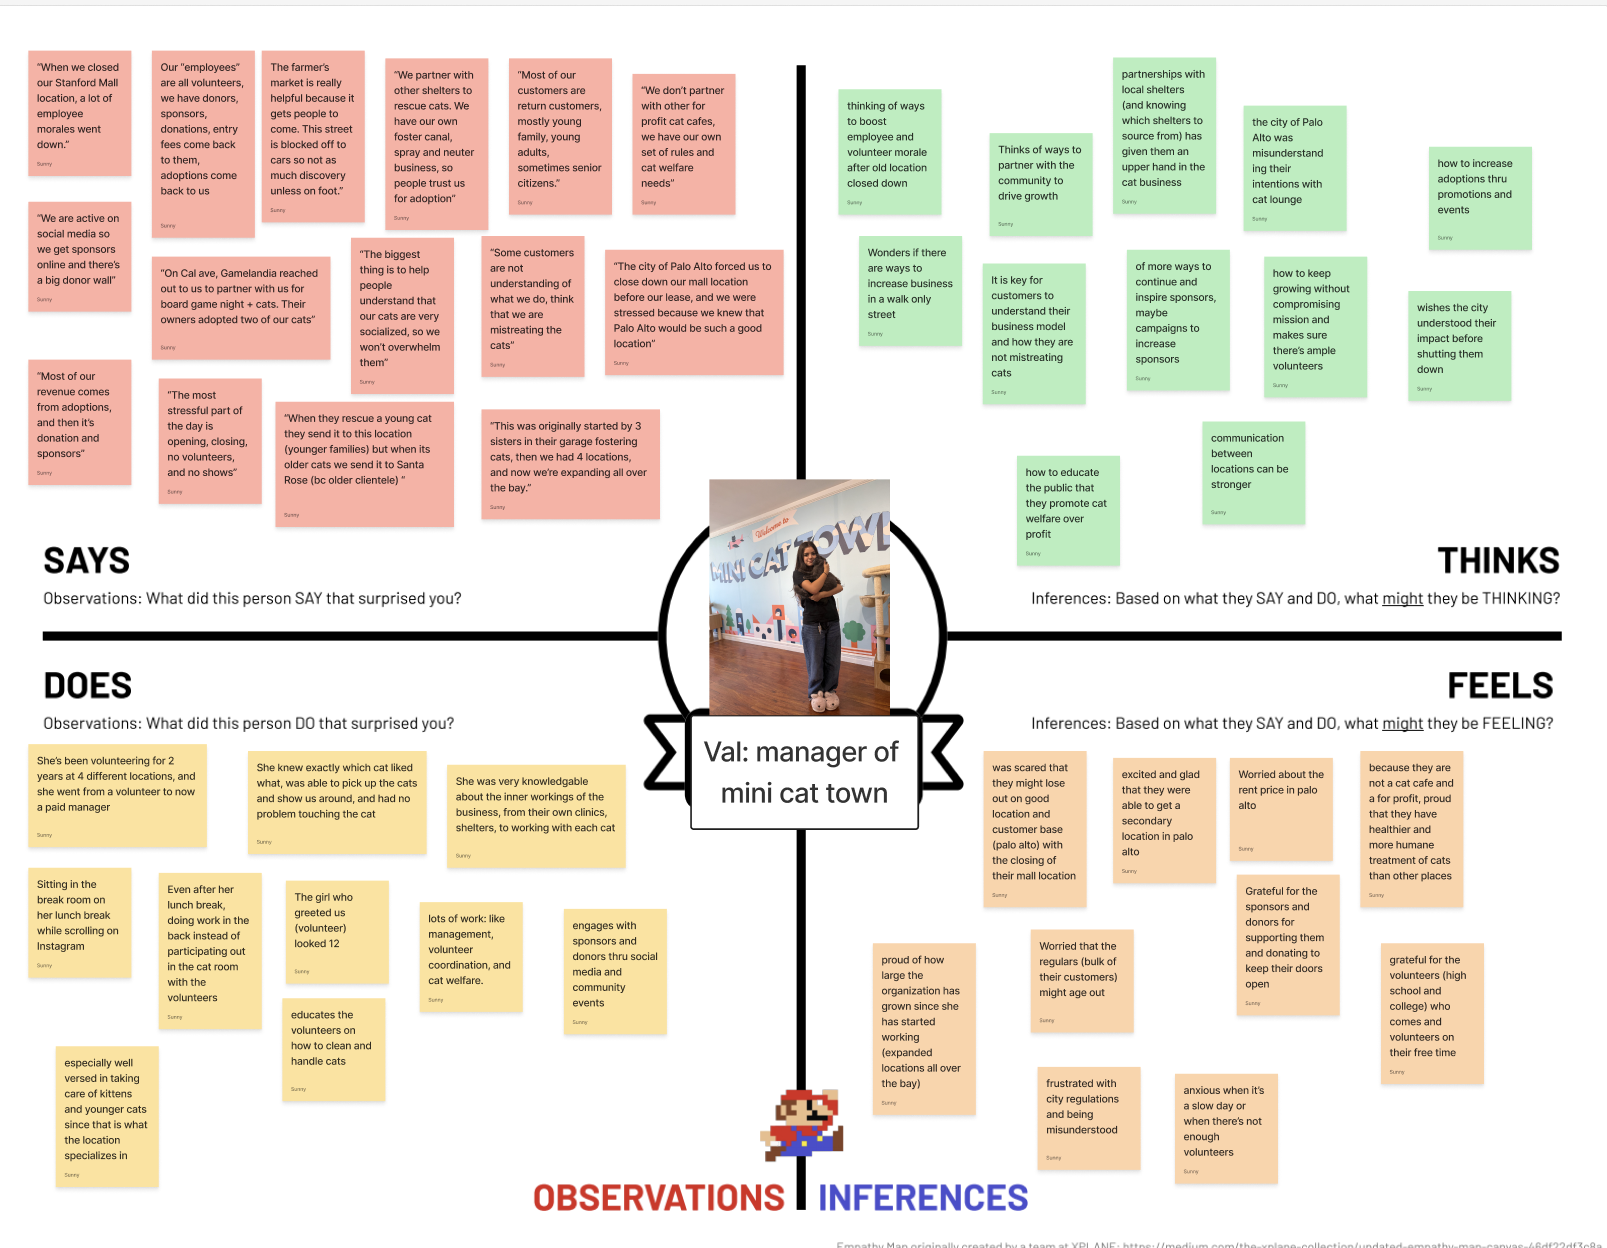 "When we closed
our Stanford Mall
location, a lot of
employee
morales went
down."
Sunny
Our "employees"
are all volunteers,
we have donors,
sponsors,
donations, entry
fees come back
to them,
adoptions come
back to us
Sunny
The farmer's
market is really
helpful because it
gets people to
come. This street
is blocked off to
cars so not as
much discovery
unless on foot."
Sunny
"We partner with
other shelters to
rescue cats. We
have our own
foster canal,
spray and neuter
business, so
people trust us
for adoption"
Sunny
"Most of our
customers are
return customers,
mostly young
family, young
adults,
sometimes senior
citizens."
Sunny
"We don't partner
with other for
profit cat cafes,
we have our own
set of rules and
cat welfare
needs"
Sunny
"We are active on
social media so
we get sponsors
online and there's
a big donor wall"
Sunny
"On Cal ave, Gamelandia reached
out to us to partner with us for
board game night + cats. Their
owners adopted two of our cats"
Sunny
"The biggest
thing is to help
people
understand that
our cats are very
socialized, so we
won't overwhelm
them"
Sunny
"Some customers
are not
understanding of
what we do, think
that we are
mistreating the
cats"
Sunny
"The city of Palo Alto forced us to
close down our mall location
before our lease, and we were
stressed because we knew that
Palo Alto would be such a good
location"
Sunny
"Most of our
revenue comes
from adoptions,
and then it's
donation and
sponsors"
Sunny
"The most
stressful part of
the day is
opening, closing,
no volunteers,
and no shows"
Sunny
"When they rescue a young cat
they send it to this location
(younger families) but when its
older cats we send it to Santa
Rose (bc older clientele) "
Sunny
"This was originally started by 3
sisters in their garage fostering
cats, then we had 4 locations,
and now we're expanding all over
the bay."
Sunny
SAYS
Observations: What did this person SAY that surprised you?
thinking of ways
to boost
employee and
volunteer morale
after old location
closed down
Sunny
Thinks of ways to
partner with the
community to
drive growth
Sunny
partnerships with
local shelters
(and knowing
which shelters to
source from) has
given them an
upper hand in the
cat business
Sunny
the city of Palo
Alto was
misunderstand
ing their
intentions with
cat lounge
Sunny
how to increase
adoptions thru
promotions and
events
Sunny
Wonders if there
are ways to
increase business
in a walk only
street
Sunny
It is key for
customers to
understand their
business model
and how they are
not mistreating
cats
Sunny
of more ways to
continue and
inspire sponsors,
maybe
campaigns to
increase
sponsors
Sunny
how to keep
growing without
compromising
mission and
makes sure
there's ample
volunteers
Sunny
wishes the city
understood their
impact before
shutting them
down
Sunny
how to educate
the public that
they promote cat
welfare over
profit
Sunny
communication
between
locations can be
stronger
Sunny
THINKS
Inferences: Based on what they SAY and DO, what might they be THINKING?
Welcome to
MINI CAT TOWN
Val: manager of
mini cat town
DOES
Observations: What did this person DO that surprised you?
She's been volunteering for 2
years at 4 different locations, and
she went from a volunteer to now
a paid manager
Sunny
She knew exactly which cat liked
what, was able to pick up the cats
and show us around, and had no
problem touching the cat
Sunny
She was very knowledgable
about the inner workings of the
business, from their own clinics,
shelters, to working with each cat
Sunny
Sitting in the
break room on
her lunch break
while scrolling on
Instagram
Sunny
Even after her
lunch break,
doing work in the
back instead of
participating out
in the cat room
with the
volunteers
Sunny
The girl who
greeted us
(volunteer)
looked 12
Sunny
lots of work: like
management,
volunteer
coordination, and
cat welfare.
Sunny
engages with
sponsors and
donors thru social
media and
community
events
Sunny
educates the
volunteers on
how to clean and
handle cats
Sunny
especially well
versed in taking
care of kittens
and younger cats
since that is what
the location
specializes in
Sunny
FEELS
Inferences: Based on what they SAY and DO, what might they be FEELING?
was scared that
they might lose
out on good
location and
customer base
(palo alto) with
the closing of
their mall location
Sunny
excited and glad
that they were
able to get a
secondary
location in palo
alto
Sunny
Worried about the
rent price in palo
alto
Sunny
because they are
not a cat cafe and
a for profit, proud
that they have
healthier and
more humane
treatment of cats
than other places
Sunny
Grateful for the
sponsors and
donors for
supporting them
and donating to
keep their doors
open
Sunny
proud of how
large the
organization has
grown since she
has started
working
(expanded
locations all over
the bay)
Sunny
Worried that the
regulars (bulk of
their customers)
might age out
Sunny
grateful for the
volunteers (high
school and
college) who
comes and
volunteers on
their free time
Sunny
frustrated with
city regulations
and being
misunderstood
Sunny
anxious when it's
a slow day or
when there's not
enough
volunteers
Sunny
OBSERVATIONS
INFERENCES
Empathy Map originally created by a team at XPLANE: https://medium.com/the-xplane-collection/updated-empathy-map-canvas-46df22df3c8a